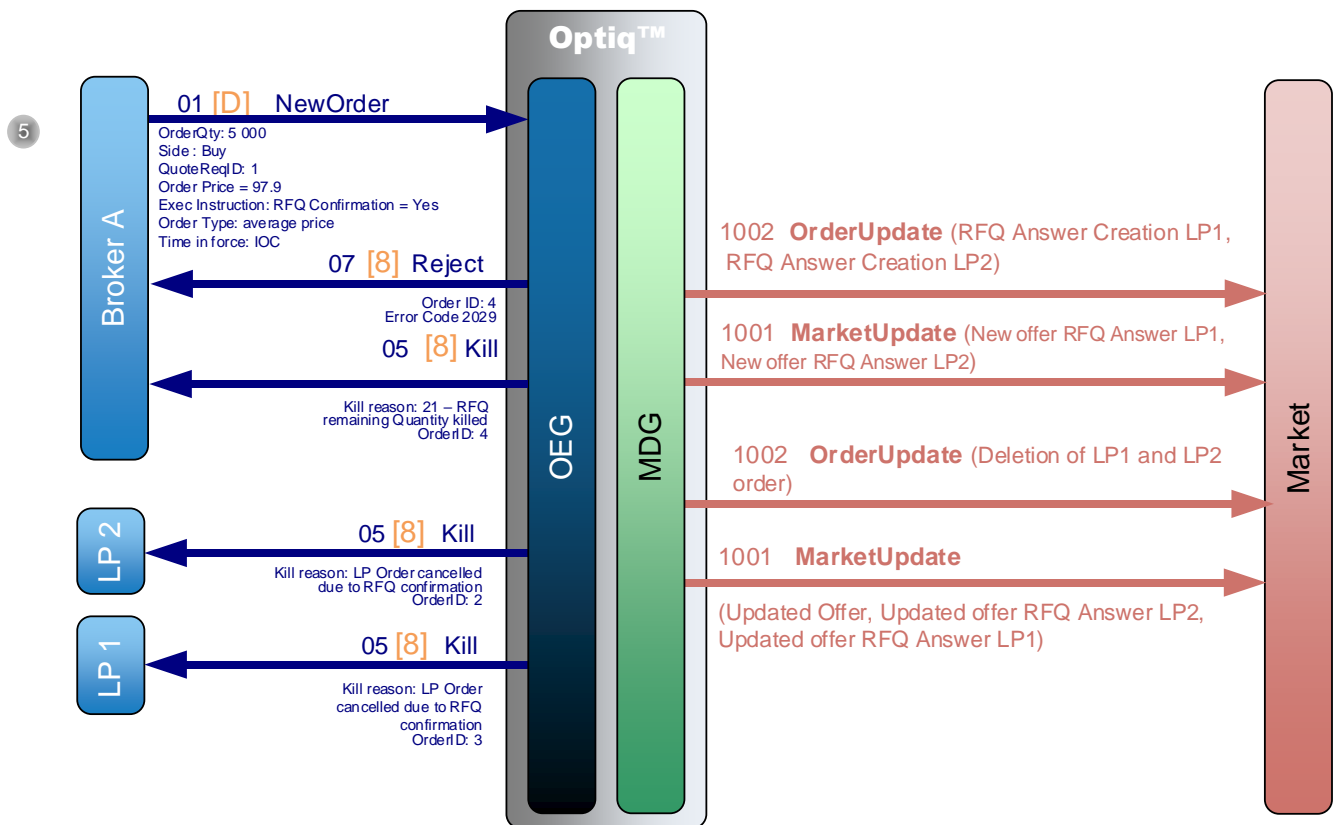 Optiq™
5
Broker A
01 [D] NewOrder
OrderQty: 5 000
Side : Buy
QuoteReqID: 1
Order Price = 97.9
Exec Instruction: RFQ Confirmation = Yes
Order Type: average price
Time in force: IOC
07 [8] Reject
Order ID: 4
Error Code 2029
05 [8] Kill
Kill reason: 21 – RFQ
remaining Quantity killed
OrderID: 4
LP 2
05 [8] Kill
Kill reason: LP Order cancelled
due to RFQ confirmation
OrderID: 2
LP 1
05 [8] Kill
Kill reason: LP Order
cancelled due to RFQ
confirmation
OrderID: 3
OEG
MDG
1002 OrderUpdate (RFQ Answer Creation LP1,
RFQ Answer Creation LP2)
1001 MarketUpdate (New offer RFQ Answer LP1,
New offer RFQ Answer LP2)
1002 OrderUpdate (Deletion of LP1 and LP2
order)
1001 MarketUpdate
(Updated Offer, Updated offer RFQ Answer LP2,
Updated offer RFQ Answer LP1)
Market